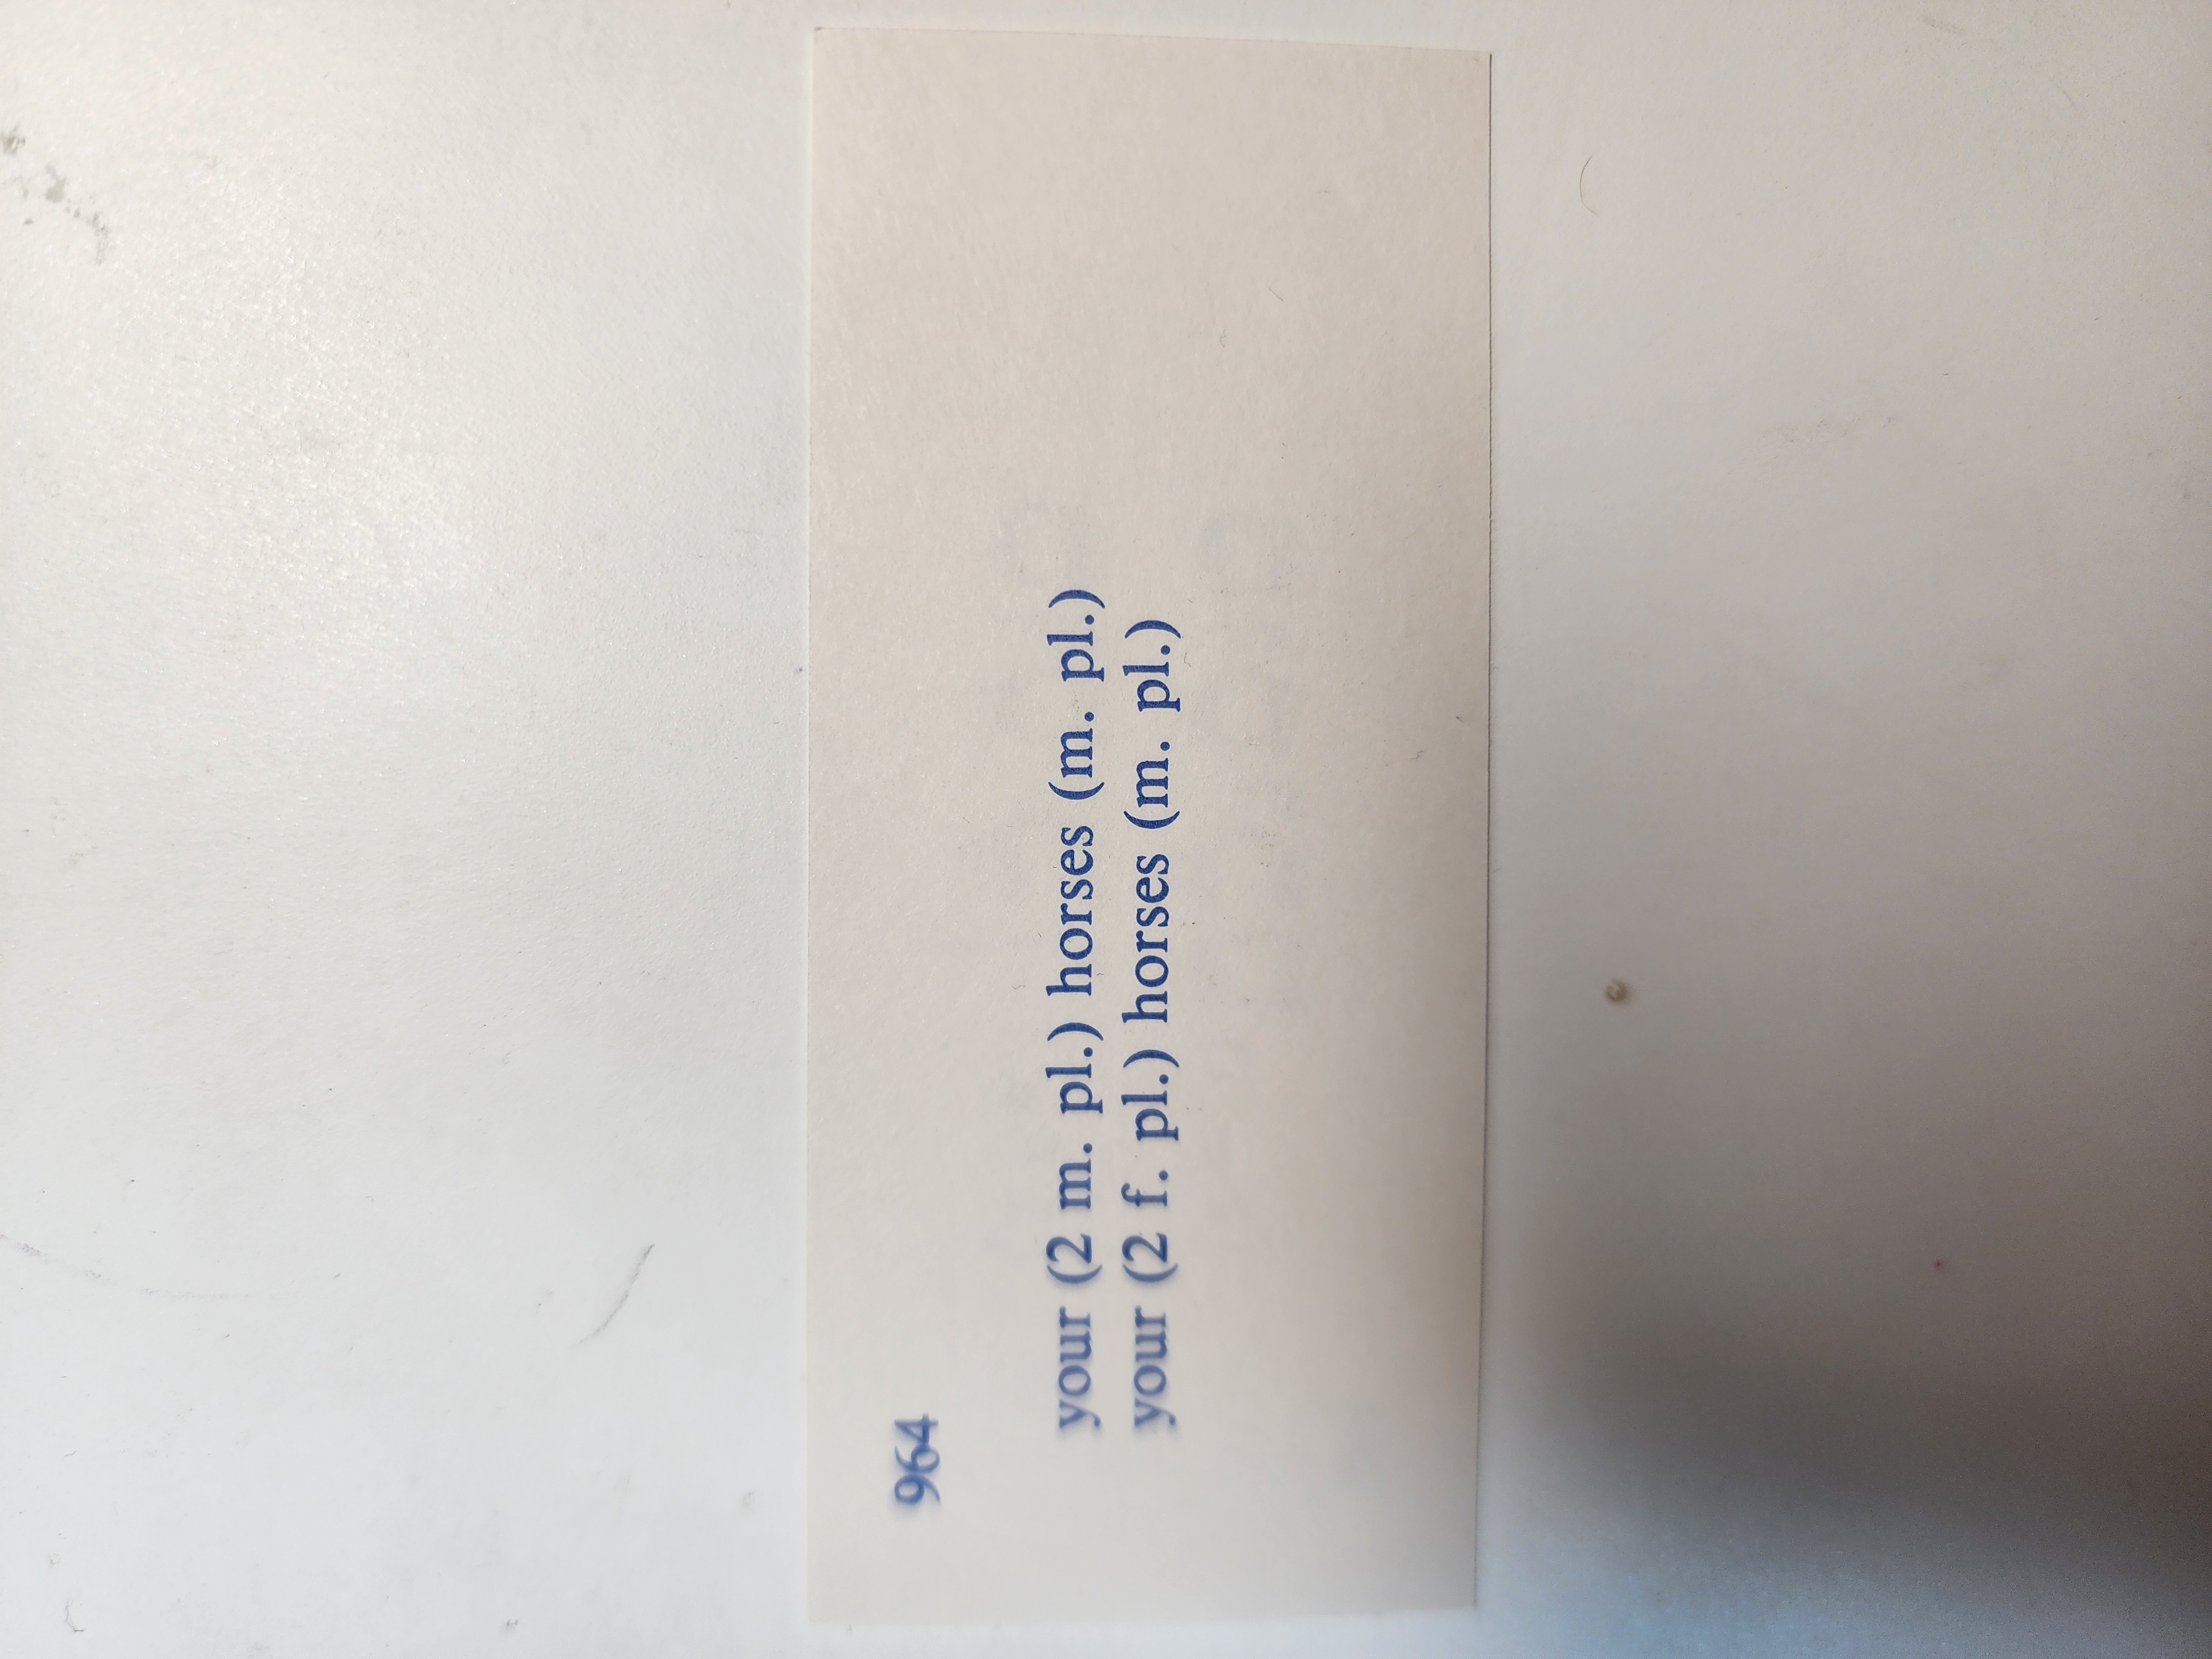 964
your (2 m. pl.) horses (m. pl.)
your (2 f. pl.) horses (m. pl.)